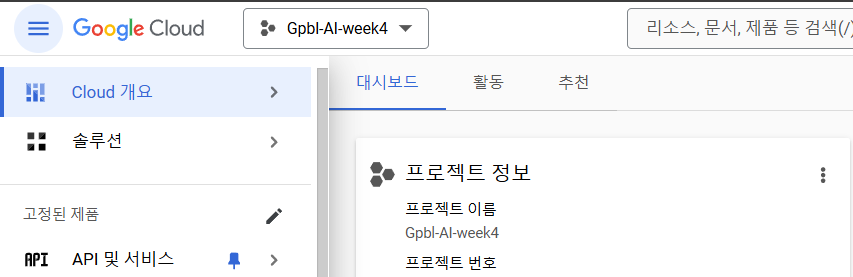 Google Cloud
Gpbl-AI-week4
리소스, 문서, 제품 등 검색(/)
Cloud 개요
솔루션
고정된 제품
API API 및 서비스
대시보드 활동 추천
프로젝트 정보
프로젝트 이름
Gpbl-AI-week4
프로젝트 번호